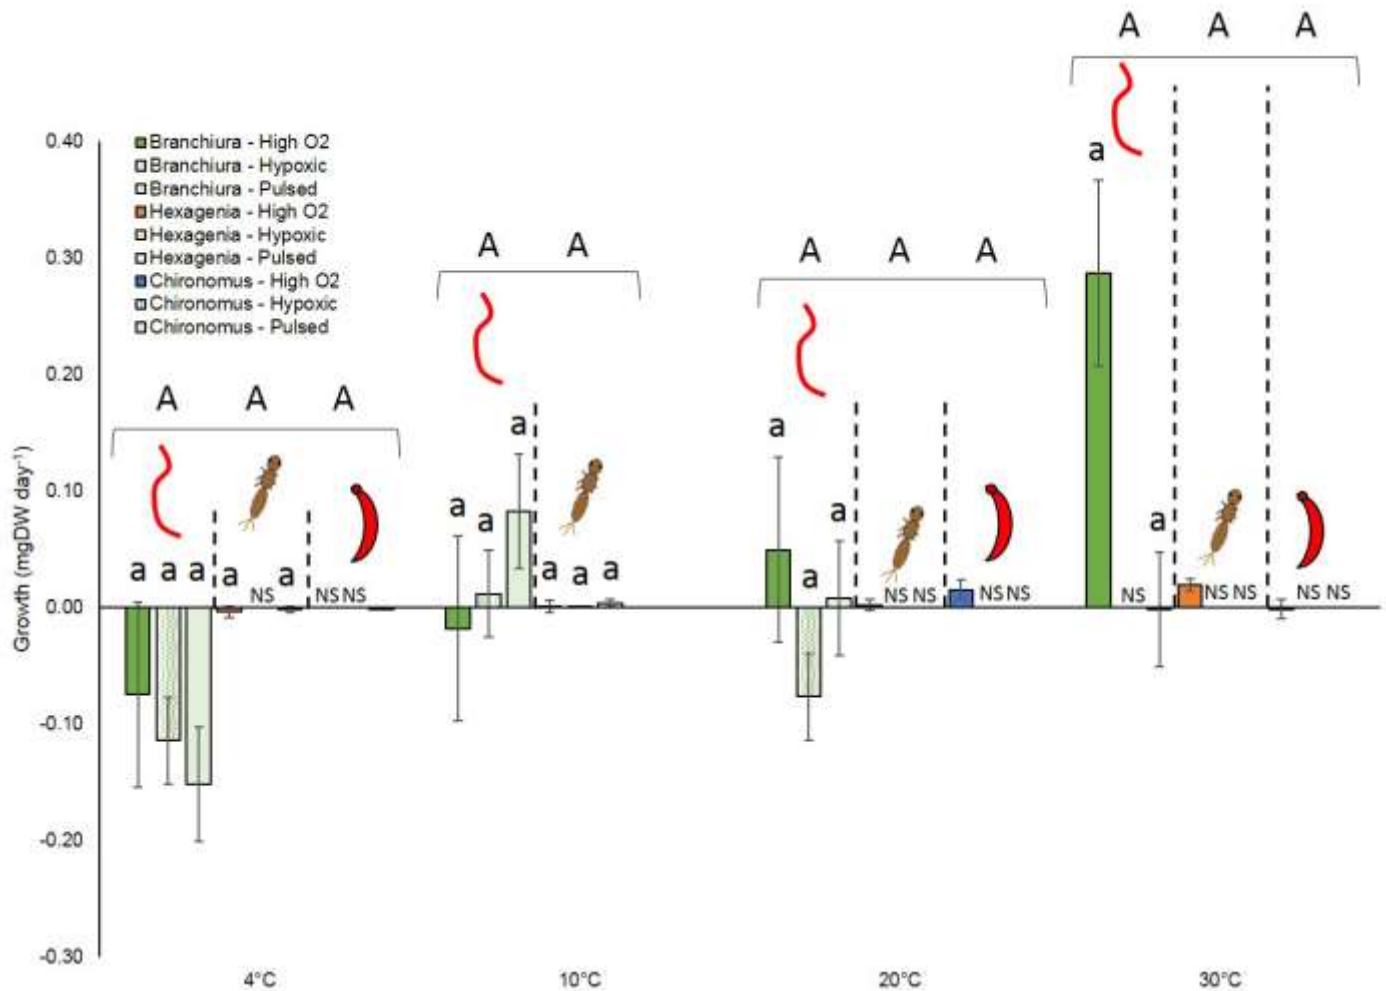 A A A
0.40
Branchiura - High O2
Branchiura - Hypoxic
Branchiura - Pulsed
Hexagenia - High O2
Hexagenia - Hypoxic
Hexagenia - Pulsed
Chironomus - High O2
Chironomus - Hypoxic
Chironomus - Pulsed
a
A A
0.30
A A A
0.20
A A A
a
a
0.10
a a
a
a a a a a NS NS NS
a a a
a
NS NS
NS NS
NS
a
NS NS
NS NS
0.00
-0.10
-0.20
-0.30
Growth (mgDW day⁻¹)
4°C 10°C 20°C 30°C